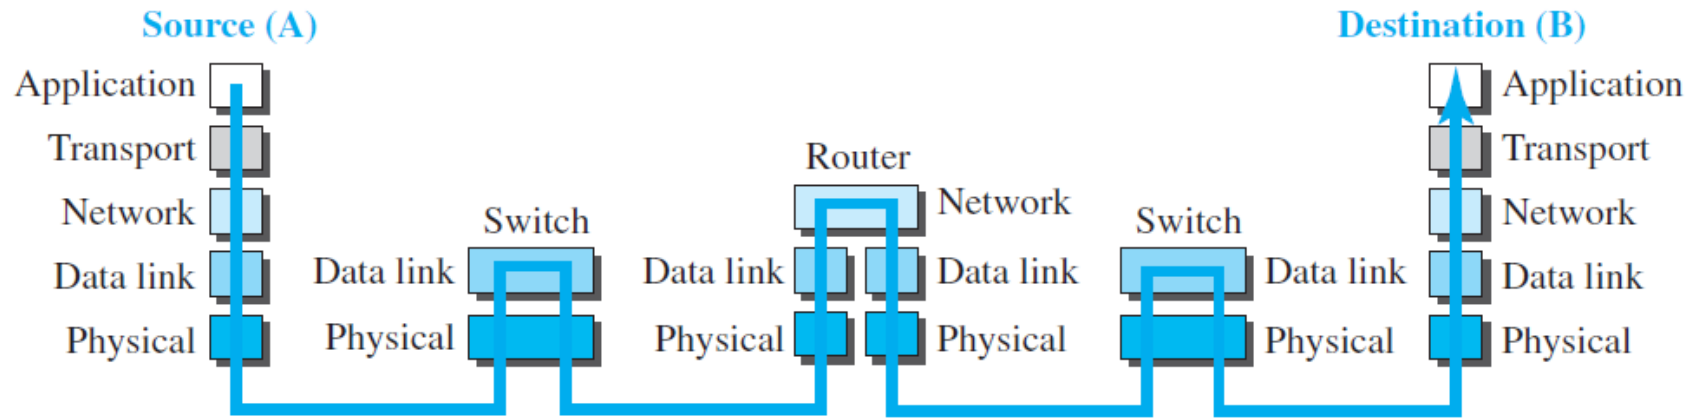 Source (A)
Application
Transport
Network
Data link
Physical
Switch
Data link
Physical
Router
Network
Data link
Data link
Physical
Physical
Switch
Data link
Physical
Destination (B)
Application
Transport
Network
Data link
Physical